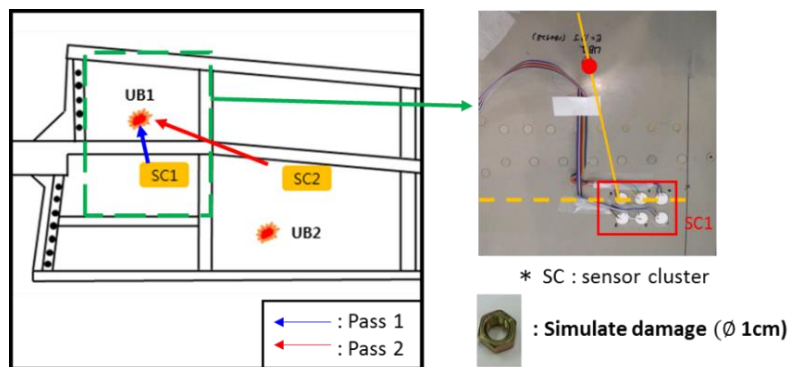 UB1
SC1
SC2
UB2
: Pass 1
: Pass 2
SC1
* SC : sensor cluster
: Simulate damage (Ø 1cm)